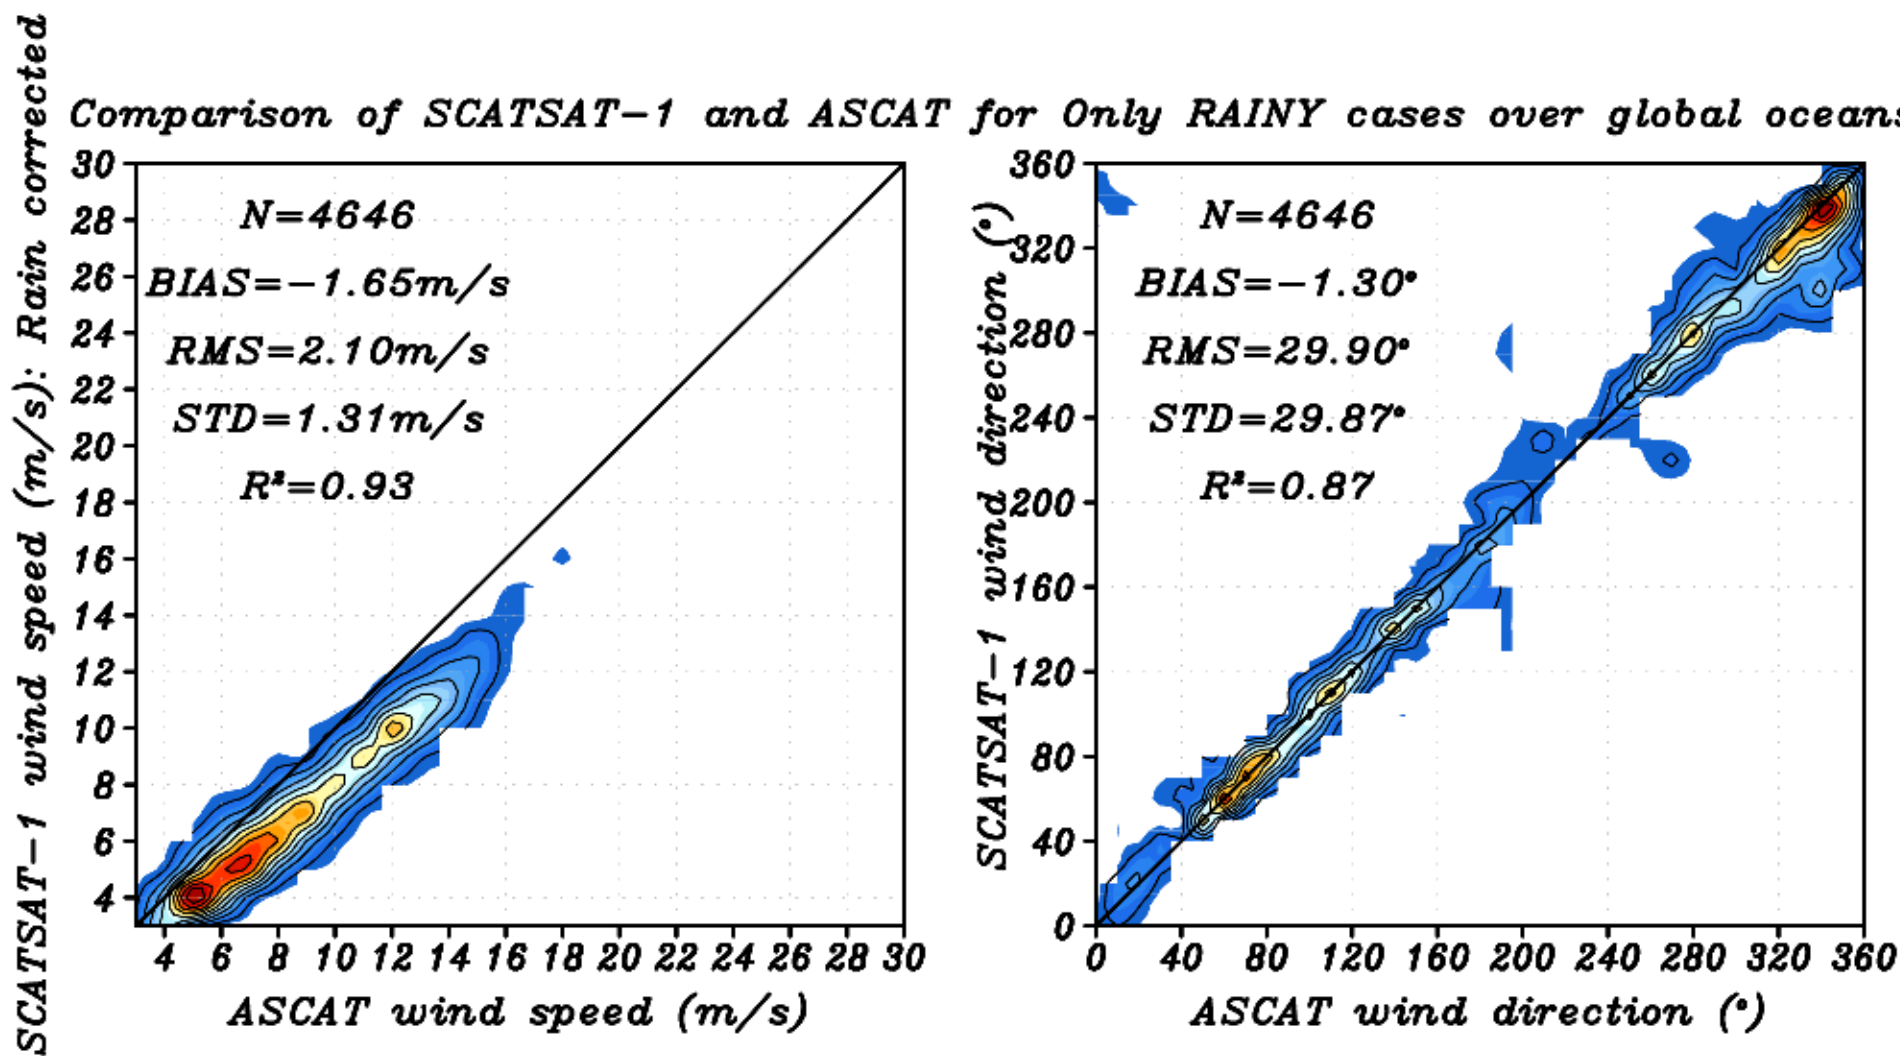 Comparison of SCATSAT-1 and ASCAT for Only RAINY cases over global oceans
SCATSAT-1 wind speed (m/s): Rain corrected
30
28
26
24
22
20
18
16
14
12
10
8
6
4
N=4646
BIAS=-1.65m/s
RMS=2.10m/s
STD=1.31m/s
R²=0.93
4 6 8 10 12 14 16 18 20 22 24 26 28 30
ASCAT wind speed (m/s)
SCATSAT-1 wind direction (°)
360
320
280
240
200
160
120
80
40
0
N=4646
BIAS=-1.30°
RMS=29.90°
STD=29.87°
R²=0.87
0 40 80 120 160 200 240 280 320 360
ASCAT wind direction (°)